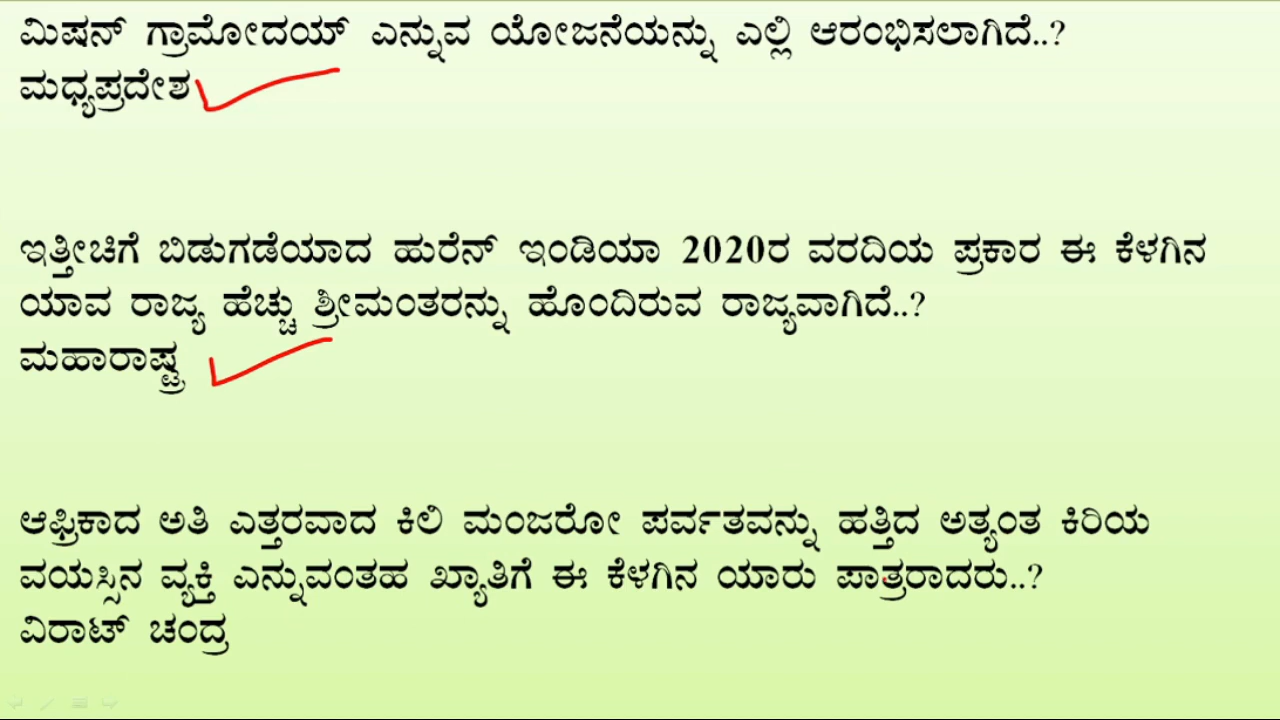 ಮಿಷನ್ ಗ್ರಾಮೋದಯ್ ಎನ್ನುವ ಯೋಜನೆಯನ್ನು ಎಲ್ಲಿ ಆರಂಭಿಸಲಾಗಿದೆ..?
ಮಧ್ಯಪ್ರದೇಶ
ಇತ್ತೀಚಿಗೆ ಬಿಡುಗಡೆಯಾದ ಹುರೆನ್ ಇಂಡಿಯಾ 2020ರ ವರದಿಯ ಪ್ರಕಾರ ಈ ಕೆಳಗಿನ
ಯಾವ ರಾಜ್ಯ ಹೆಚ್ಚು ಶ್ರೀಮಂತರನ್ನು ಹೊಂದಿರುವ ರಾಜ್ಯವಾಗಿದೆ..?
ಮಹಾರಾಷ್ಟ್ರ
ಆಫ್ರಿಕಾದ ಅತಿ ಎತ್ತರವಾದ ಕಿಲಿ ಮಂಜರೋ ಪರ್ವತವನ್ನು ಹತ್ತಿದ ಅತ್ಯಂತ ಕಿರಿಯ
ವಯಸ್ಸಿನ ವ್ಯಕ್ತಿ ಎನ್ನುವಂತಹ ಖ್ಯಾತಿಗೆ ಈ ಕೆಳಗಿನ ಯಾರು ಪಾತ್ರರಾದರು..?
ವಿರಾಟ್ ಚಂದ್ರ